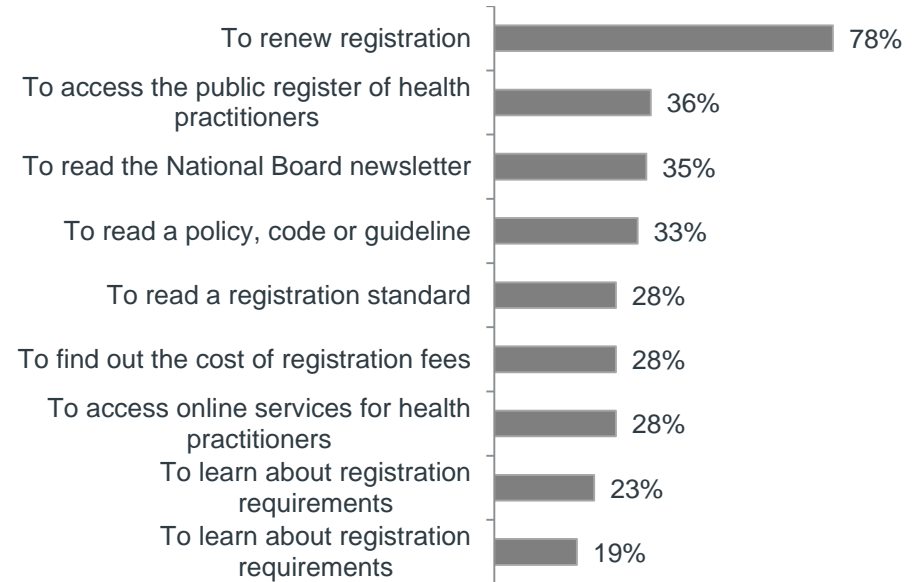 To renew registration 78%
To access the public register of health
practitioners 36%
To read the National Board newsletter 35%
To read a policy, code or guideline 33%
To read a registration standard 28%
To find out the cost of registration fees 28%
To access online services for health
practitioners 28%
To learn about registration
requirements 23%
To learn about registration
requirements 19%